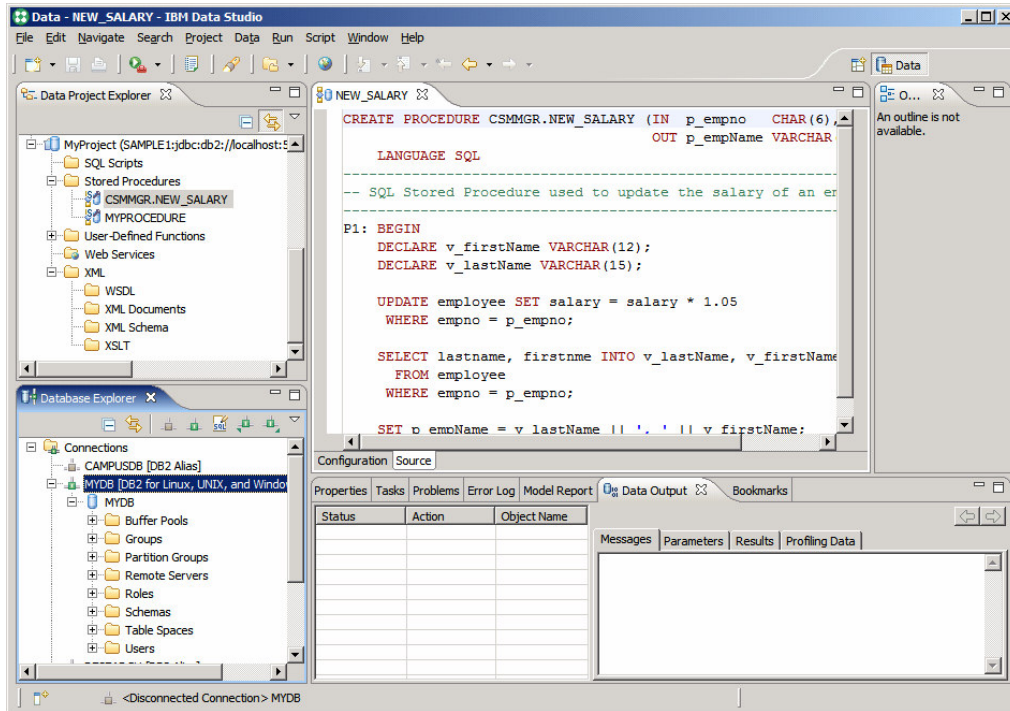 Data - NEW_SALARY - IBM Data Studio
File Edit Navigate Search Project Data Run Script Window Help
Data
Data Project Explorer
MyProject (SAMPLE1:jdbc:db2://localhost:5
SQL Scripts
Stored Procedures
CSMMGR.NEW_SALARY
MYPROCEDURE
User-Defined Functions
Web Services
XML
WSDL
XML Documents
XML Schema
XSLT
Database Explorer
SQL
Connections
CAMPUSDB [DB2 Alias]
MYDB [DB2 for Linux, UNIX, and Windo
MYDB
Buffer Pools
Groups
Partition Groups
Remote Servers
Roles
Schemas
Table Spaces
Users
NEW_SALARY
CREATE PROCEDURE CSMMGR.NEW_SALARY (IN p_empno CHAR(6),
OUT p_empName VARCHAR
LANGUAGE SQL
------------------------------------------------------------
-- SQL Stored Procedure used to update the salary of an em
------------------------------------------------------------
P1: BEGIN
DECLARE v_firstName VARCHAR(12);
DECLARE v_lastName VARCHAR(15);
UPDATE employee SET salary = salary * 1.05
WHERE empno = p_empno;
SELECT lastname, firstnme INTO v_lastName, v_firstName
FROM employee
WHERE empno = p_empno;
SET p_empName = v_lastName || ', ' || v_firstName;
Configuration Source
O...
An outline is not
available.
Properties Tasks Problems Error Log Model Report Data Output Bookmarks
Status Action Object Name
Messages Parameters Results Profiling Data
<Disconnected Connection> MYDB